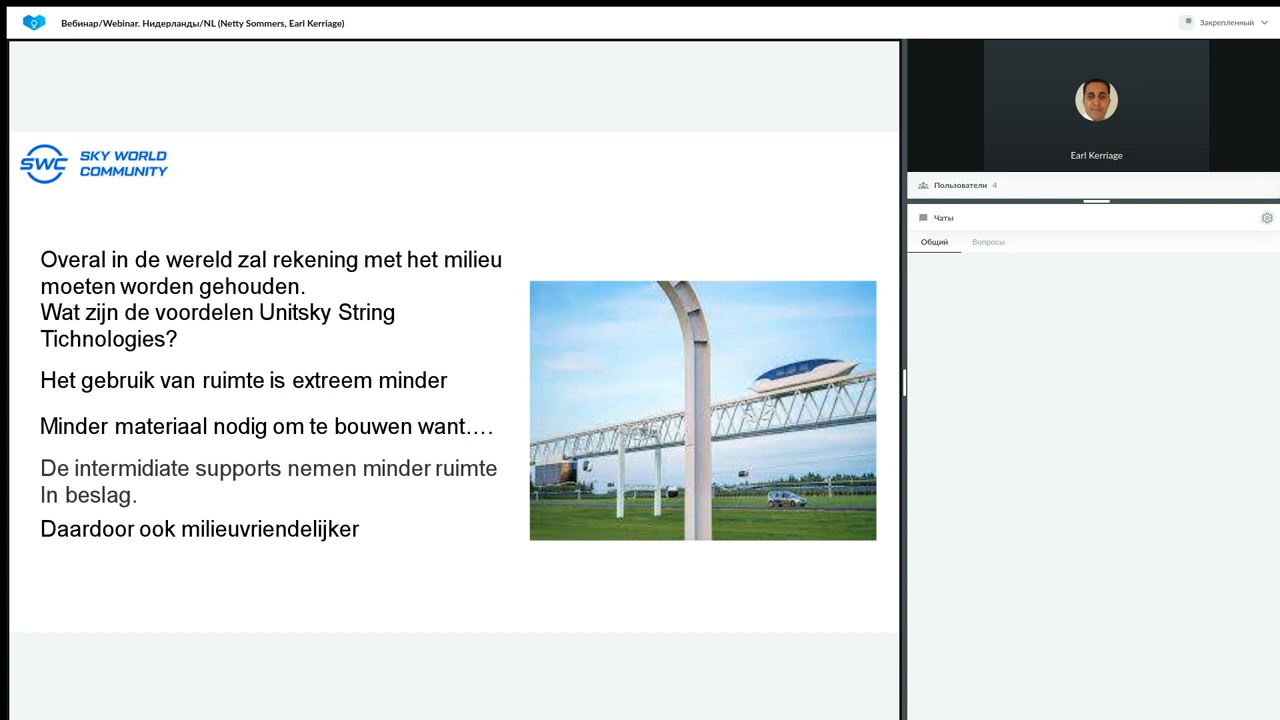 Вебинар/Webinar. Нидерланды/NL (Netty Sommers, Earl Kerriage)
Закрепленный
SWC SKY WORLD
COMMUNITY
Overal in de wereld zal rekening met het milieu
moeten worden gehouden.
Wat zijn de voordelen Unitsky String
Tichnologies?
Het gebruik van ruimte is extreem minder
Minder materiaal nodig om te bouwen want….
De intermidiate supports nemen minder ruimte
In beslag.
Daardoor ook milieuvriendelijker
Earl Kerriage
Пользователи 4
Чаты
Общий Вопросы